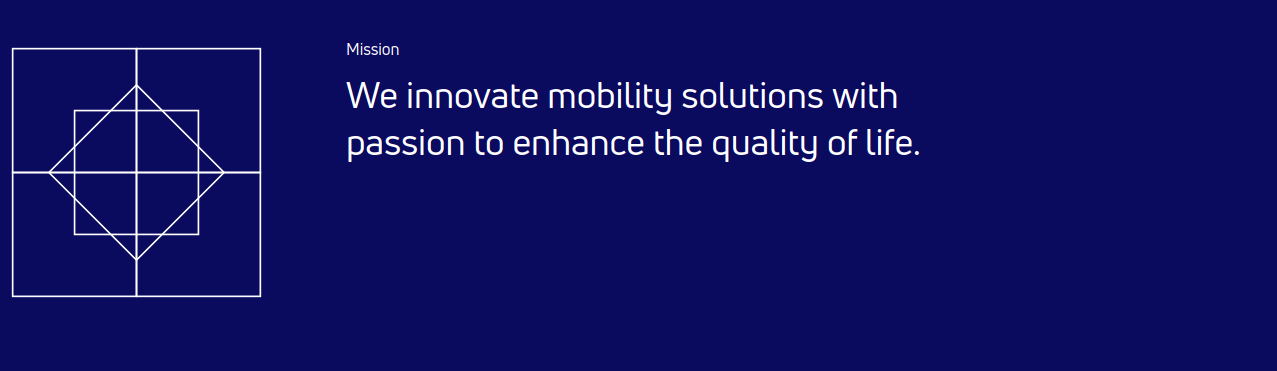 Mission
We innovate mobility solutions with
passion to enhance the quality of life.